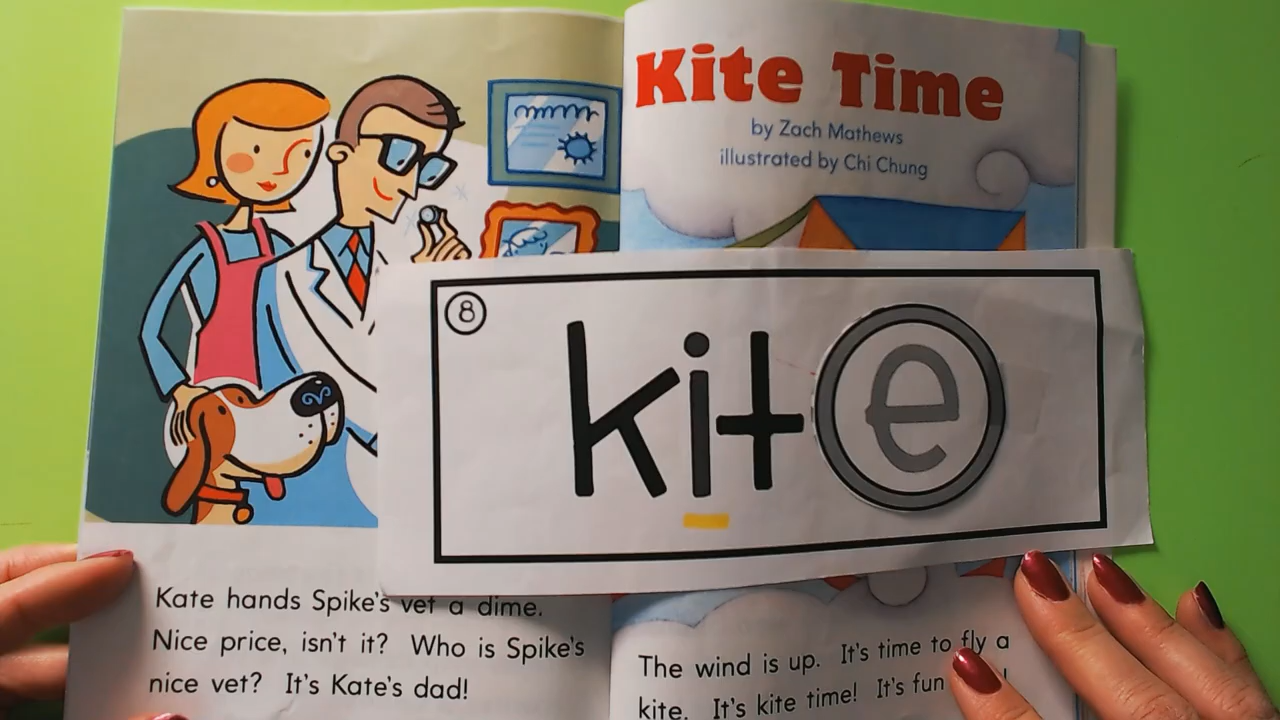 Kate hands Spike's vet a dime.
Nice price, isn't it? Who is Spike's
nice vet? It's Kate's dad!
Kite Time
by Zach Mathews
illustrated by Chi Chung
8
kite
The wind is up. It's time to fly a
kite. It's kite time! It's fun